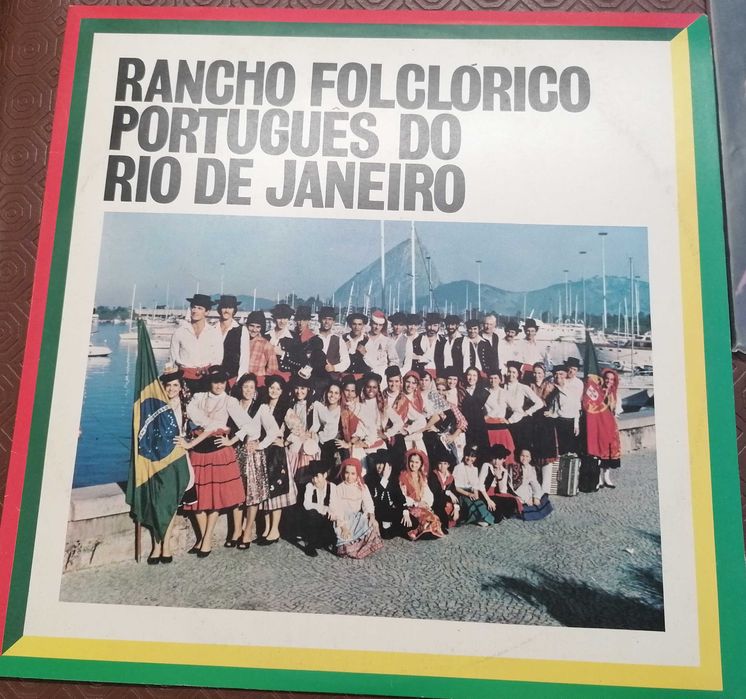 RANCHO FOLCLÓRICO
PORTUGUÊS DO
RIO DE JANEIRO